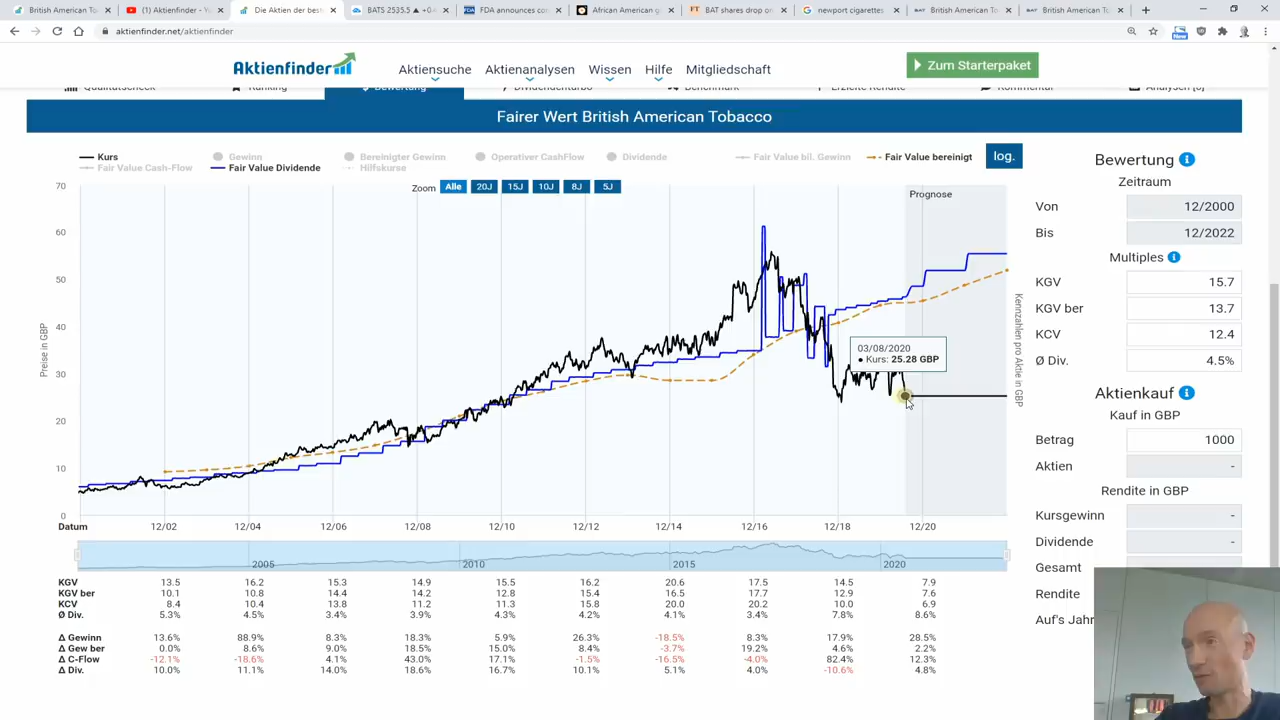 British American To
(1) Aktienfinder - Y
Die Aktien der best
BATS 2535.5 ▲ +0.
FDA announces co
African American
BAT shares drop on
newport cigarettes
British American T
British American T
aktienfinder.net/aktienfinder
New
Aktienfinder
Aktiensuche Aktienanalysen Wissen Hilfe Mitgliedschaft
Zum Starterpaket
Qualitätscheck Ranking Bewertung Dividendenturbo Benchmark Erzielte Rendite Kommentar Analysen [0]
Fairer Wert British American Tobacco
Kurs Gewinn Bereinigter Gewinn Operativer CashFlow Dividende Fair Value bil. Gewinn Fair Value bereinigt
Fair Value Cash-Flow Fair Value Dividende Hilfskurse
log.
Zoom Alle 20J 15J 10J 8J 5J
Prognose
70
60
50
40
30
20
10
0
Preise in GBP
Kennzahlen pro Aktie in GBP
03/08/2020
● Kurs: 25.28 GBP
Datum 12/02 12/04 12/06 12/08 12/10 12/12 12/14 12/16 12/18 12/20
2005 2010 2015 2020
KGV 13.5 16.2 15.3 14.9 15.5 16.2 20.6 17.5 14.5 7.9
KGV ber 10.1 10.8 14.4 14.2 12.8 15.4 16.5 17.7 12.9 7.6
KCV 8.4 10.4 13.8 11.2 11.3 15.8 20.0 20.2 10.0 6.9
Ø Div. 5.3% 4.5% 3.4% 3.9% 4.3% 4.2% 4.1% 3.4% 7.8% 8.6%
Δ Gewinn 13.6% 88.9% 8.3% 18.3% 5.9% 26.3% -18.5% 8.3% 17.9% 28.5%
Δ Gew ber 0.0% 8.6% 9.0% 18.5% 15.0% 8.4% -3.7% 19.2% 4.6% 2.2%
Δ C-Flow -12.1% -18.6% 4.1% 43.0% 17.1% -1.5% -16.5% -4.0% 82.4% 12.3%
Δ Div. 10.0% 11.1% 14.0% 18.6% 16.7% 10.1% 5.1% 4.0% -10.6% 4.8%
Bewertung
Zeitraum
Von 12/2000
Bis 12/2022
Multiples
KGV 15.7
KGV ber 13.7
KCV 12.4
Ø Div. 4.5%
Aktienkauf
Kauf in GBP
Betrag 1000
Aktien -
Rendite in GBP
Kursgewinn -
Dividende -
Gesamt
Rendite
Auf's Jahr